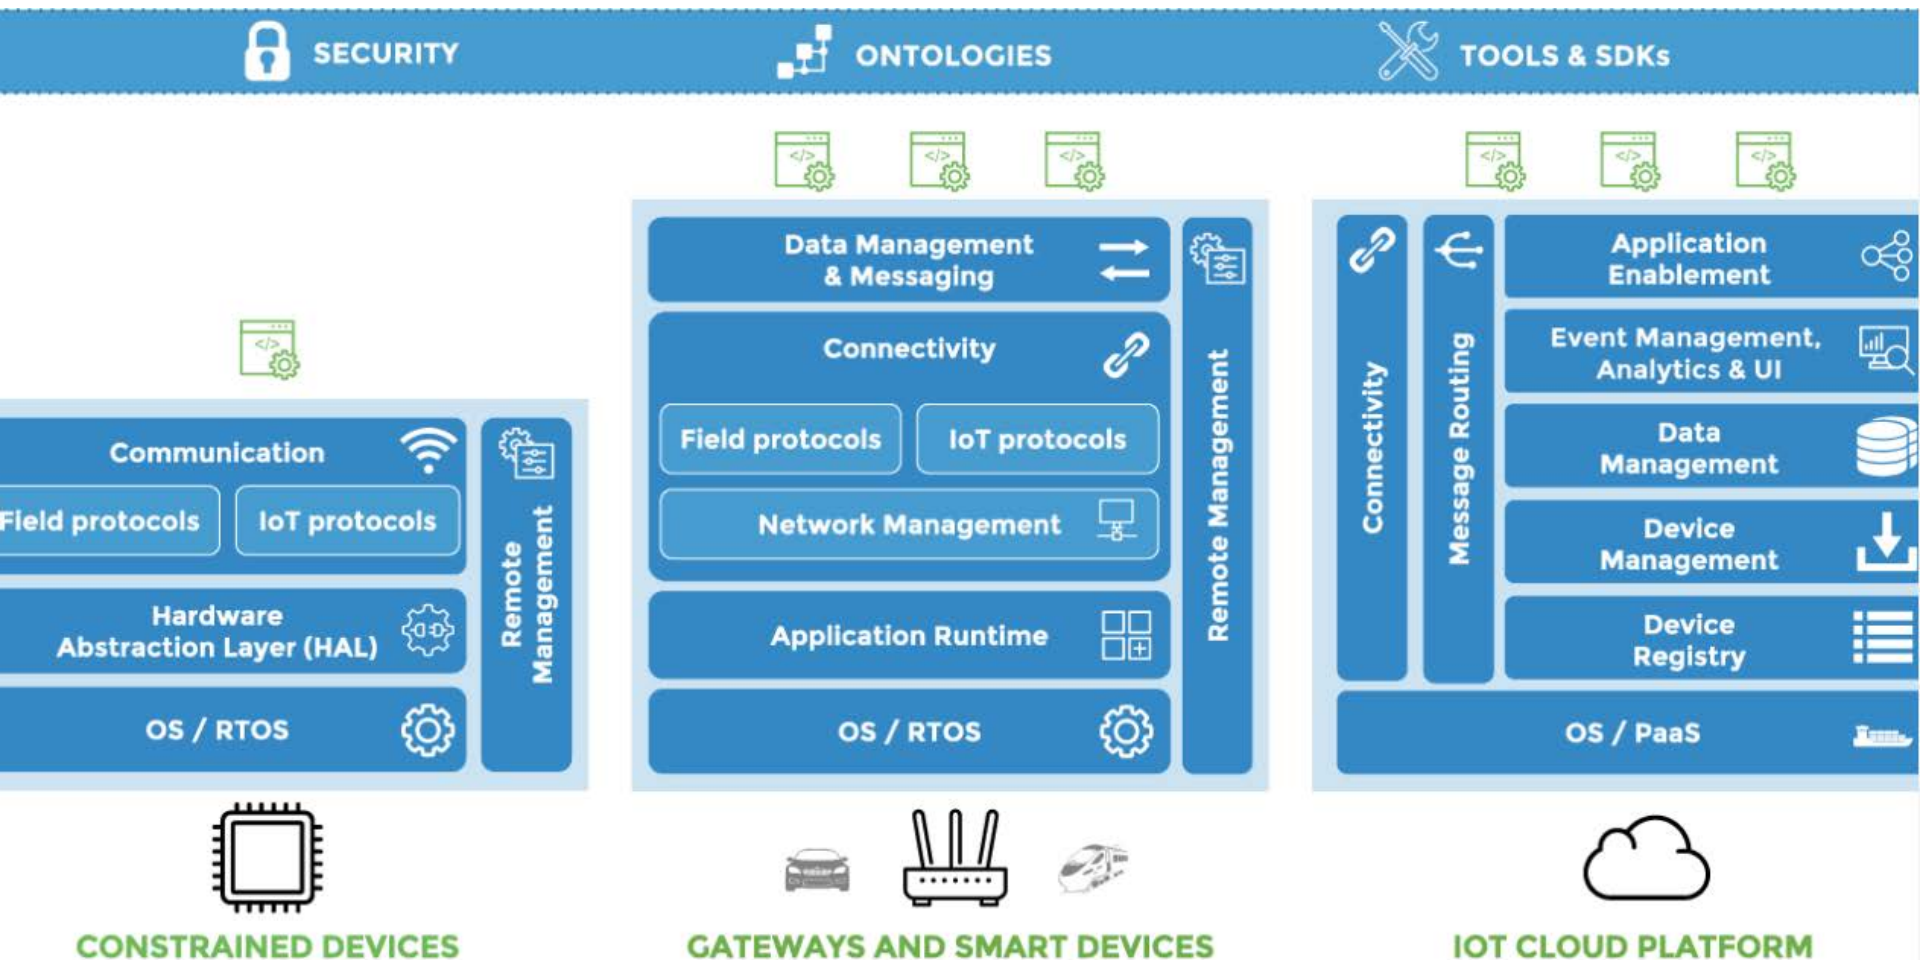 SECURITY
ONTOLOGIES
TOOLS & SDKs
Communication
Field protocols
IoT protocols
Hardware
Abstraction Layer (HAL)
OS / RTOS
Remote
Management
CONSTRAINED DEVICES
</>
</>
</>
</>
Data Management
& Messaging
Connectivity
Field protocols
IoT protocols
Network Management
Application Runtime
OS / RTOS
Remote Management
GATEWAYS AND SMART DEVICES
</>
</>
</>
Connectivity
Message Routing
Application
Enablement
Event Management,
Analytics & UI
Data
Management
Device
Management
Device
Registry
OS / PaaS
IOT CLOUD PLATFORM